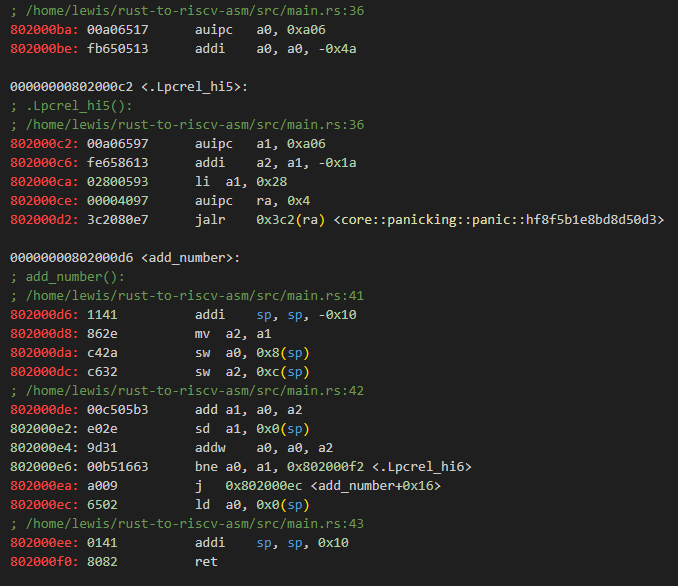 ; /home/lewis/rust-to-riscv-asm/src/main.rs:36
802000ba: 00a06517 auipc a0, 0xa06
802000be: fb650513 addi a0, a0, -0x4a
00000000802000c2 <.Lpcrel_hi5>:
; .Lpcrel_hi5():
; /home/lewis/rust-to-riscv-asm/src/main.rs:36
802000c2: 00a06597 auipc a1, 0xa06
802000c6: fe658613 addi a2, a1, -0x1a
802000ca: 02800593 li a1, 0x28
802000ce: 00004097 auipc ra, 0x4
802000d2: 3c2080e7 jalr 0x3c2(ra) <core::panicking::panic::hf8f5b1e8bd8d50d3>
00000000802000d6 <add_number>:
; add_number():
; /home/lewis/rust-to-riscv-asm/src/main.rs:41
802000d6: 1141 addi sp, sp, -0x10
802000d8: 862e mv a2, a1
802000da: c42a sw a0, 0x8(sp)
802000dc: c632 sw a2, 0xc(sp)
; /home/lewis/rust-to-riscv-asm/src/main.rs:42
802000de: 00c505b3 add a1, a0, a2
802000e2: e02e sd a1, 0x0(sp)
802000e4: 9d31 addw a0, a0, a2
802000e6: 00b51663 bne a0, a1, 0x802000f2 <.Lpcrel_hi6>
802000ea: a009 j 0x802000ec <add_number+0x16>
802000ec: 6502 ld a0, 0x0(sp)
; /home/lewis/rust-to-riscv-asm/src/main.rs:43
802000ee: 0141 addi sp, sp, 0x10
802000f0: 8082 ret